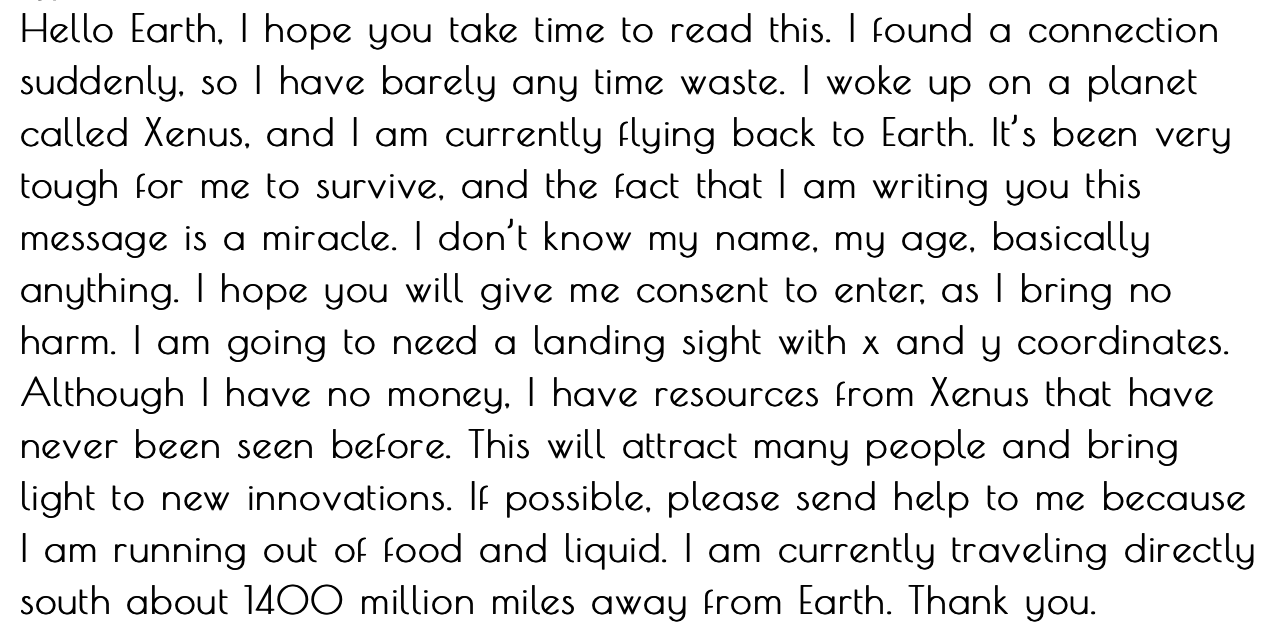 Hello Earth, I hope you take time to read this. I found a connection
suddenly, so I have barely any time waste. I woke up on a planet
called Xenus, and I am currently flying back to Earth. It's been very
tough for me to survive, and the fact that I am writing you this
message is a miracle. I don't know my name, my age, basically
anything. I hope you will give me consent to enter, as I bring no
harm. I am going to need a landing sight with x and y coordinates.
Although I have no money, I have resources from Xenus that have
never been seen before. This will attract many people and bring
light to new innovations. If possible, please send help to me because
I am running out of food and liquid. I am currently traveling directly
south about 1400 million miles away from Earth. Thank you.